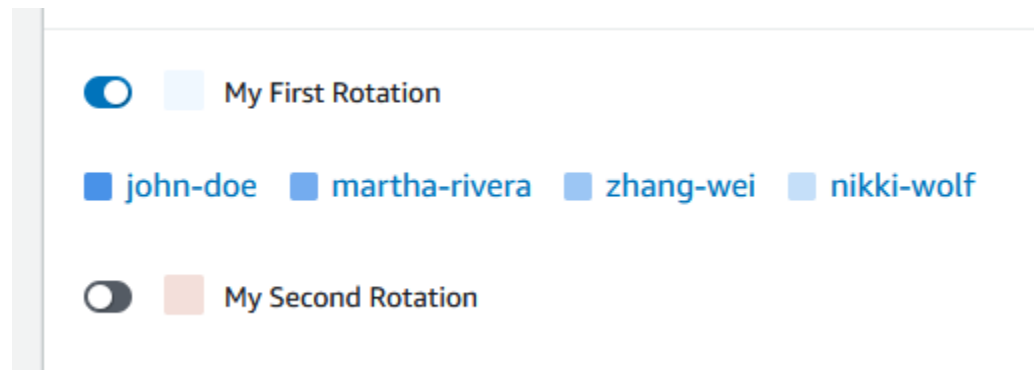 My First Rotation
john-doe martha-rivera zhang-wei nikki-wolf
My Second Rotation